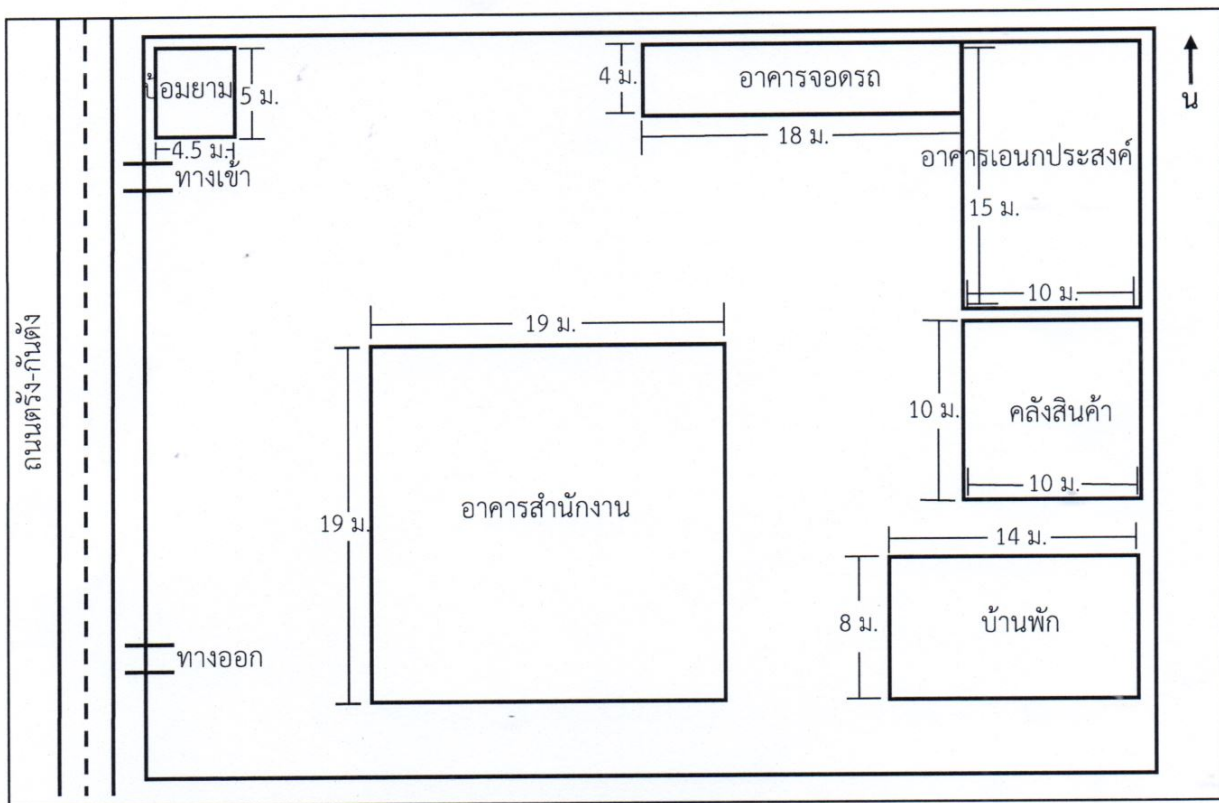 ป้อมยาม
5 ม.
4.5 ม.
ทางเข้า
4 ม.
อาคารจอดรถ
18 ม.
อาคารเอนกประสงค์
15 ม.
10 ม.
น
ถนนตรัง-กันตัง
19 ม.
19 ม.
อาคารสำนักงาน
10 ม.
คลังสินค้า
10 ม.
14 ม.
8 ม.
บ้านพัก
ทางออก